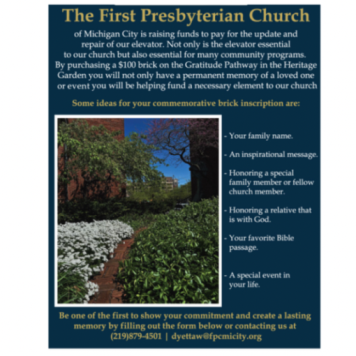 The First Presbyterian Church
of Michigan City is raising funds to pay for the update and
repair of our elevator. Not only is the elevator essential
to our church but also essential for many community programs.
By purchasing a $100 brick on the Gratitude Pathway in the Heritage
Garden you will not only have a permanent memory of a loved one
or event you will be helping fund a necessary element to our church
Some ideas for your commemorative brick inscription are:
- Your family name.
- An inspirational message.
- Honoring a special
family member or fellow
church member.
- Honoring a relative that
is with God.
- Your favorite Bible
passage.
- A special event in
your life.
Be one of the first to show your commitment and create a lasting
memory by filling out the form below or contacting us at
(219)879-4501 | dyettaw@fpcmicity.org